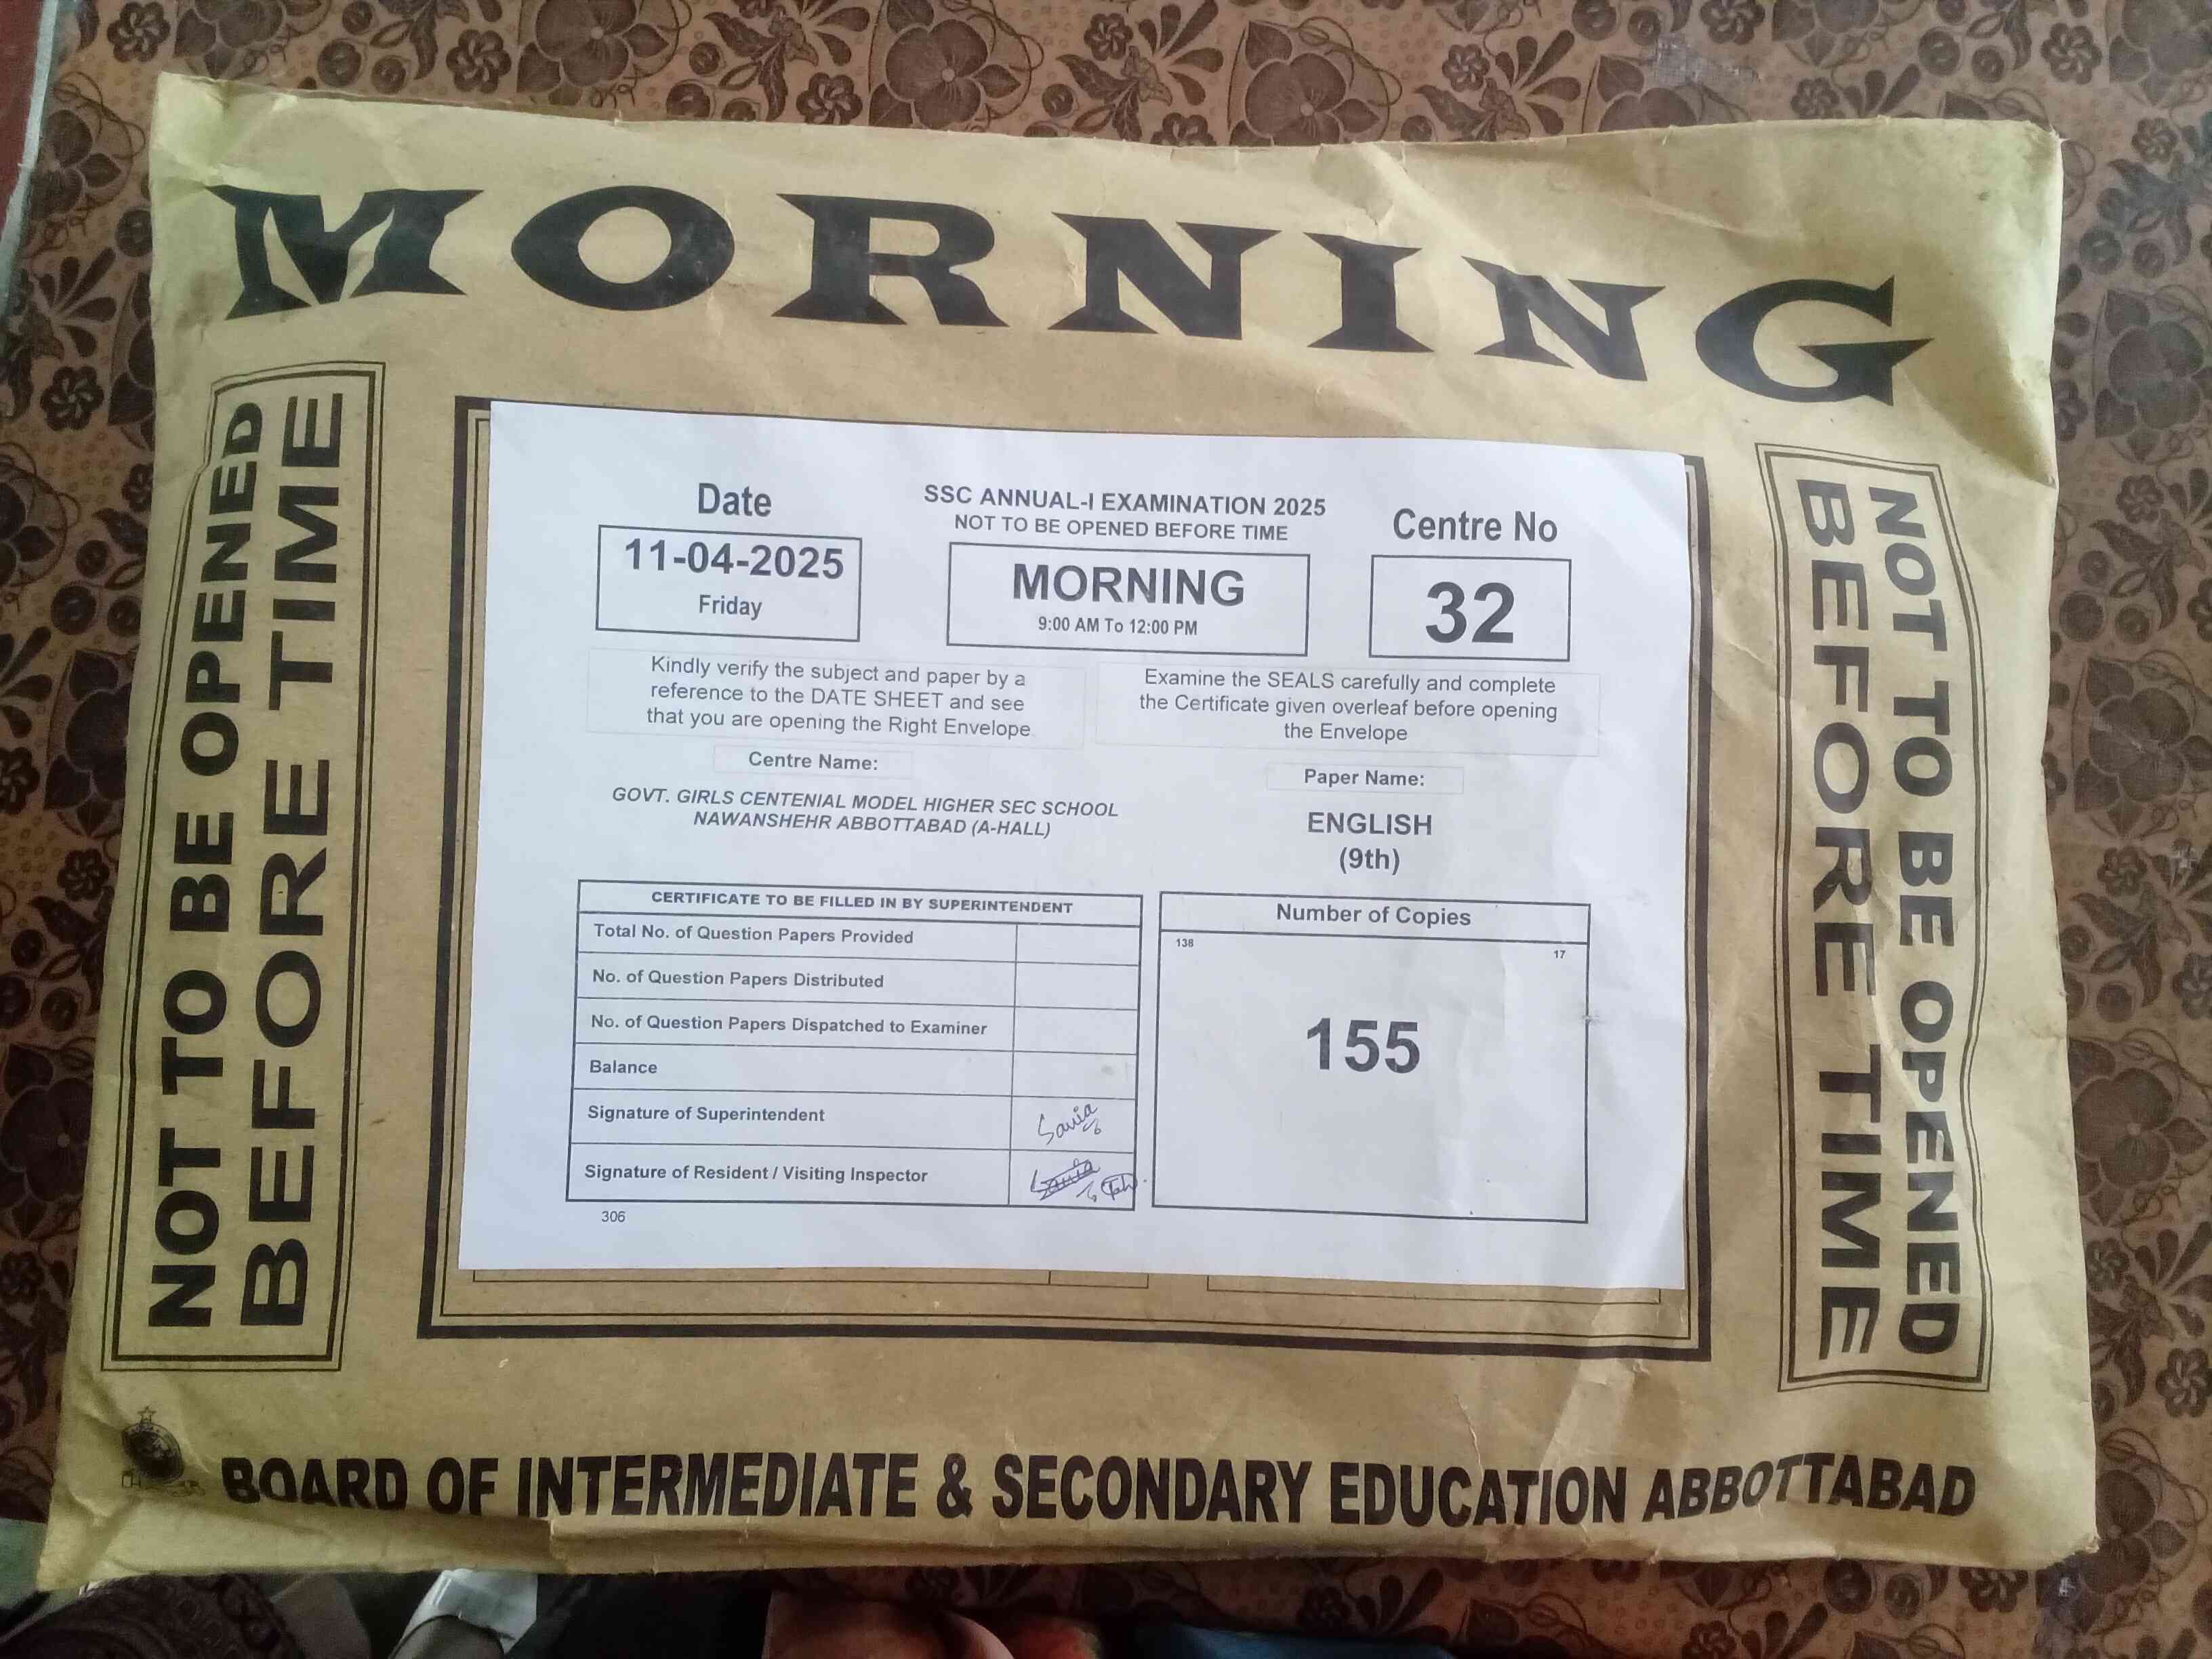 MORNING
NOT TO BE OPENED
BEFORE TIME
Date
11-04-2025
Friday
SSC ANNUAL-I EXAMINATION 2025
NOT TO BE OPENED BEFORE TIME
MORNING
9:00 AM To 12:00 PM
Centre No
32
Kindly verify the subject and paper by a
reference to the DATE SHEET and see
that you are opening the Right Envelope
Examine the SEALS carefully and complete
the Certificate given overleaf before opening
the Envelope
Centre Name:
GOVT. GIRLS CENTENIAL MODEL HIGHER SEC SCHOOL
NAWANSHEHR ABBOTTABAD (A-HALL)
Paper Name:
ENGLISH
(9th)
CERTIFICATE TO BE FILLED IN BY SUPERINTENDENT
Total No. of Question Papers Provided
No. of Question Papers Distributed
No. of Question Papers Dispatched to Examiner
Balance
Signature of Superintendent
Signature of Resident / Visiting Inspector
306
Number of Copies
138
17
155
NOT TO BE OPENED
BEFORE TIME
BOARD OF INTERMEDIATE & SECONDARY EDUCATION ABBOTTABAD